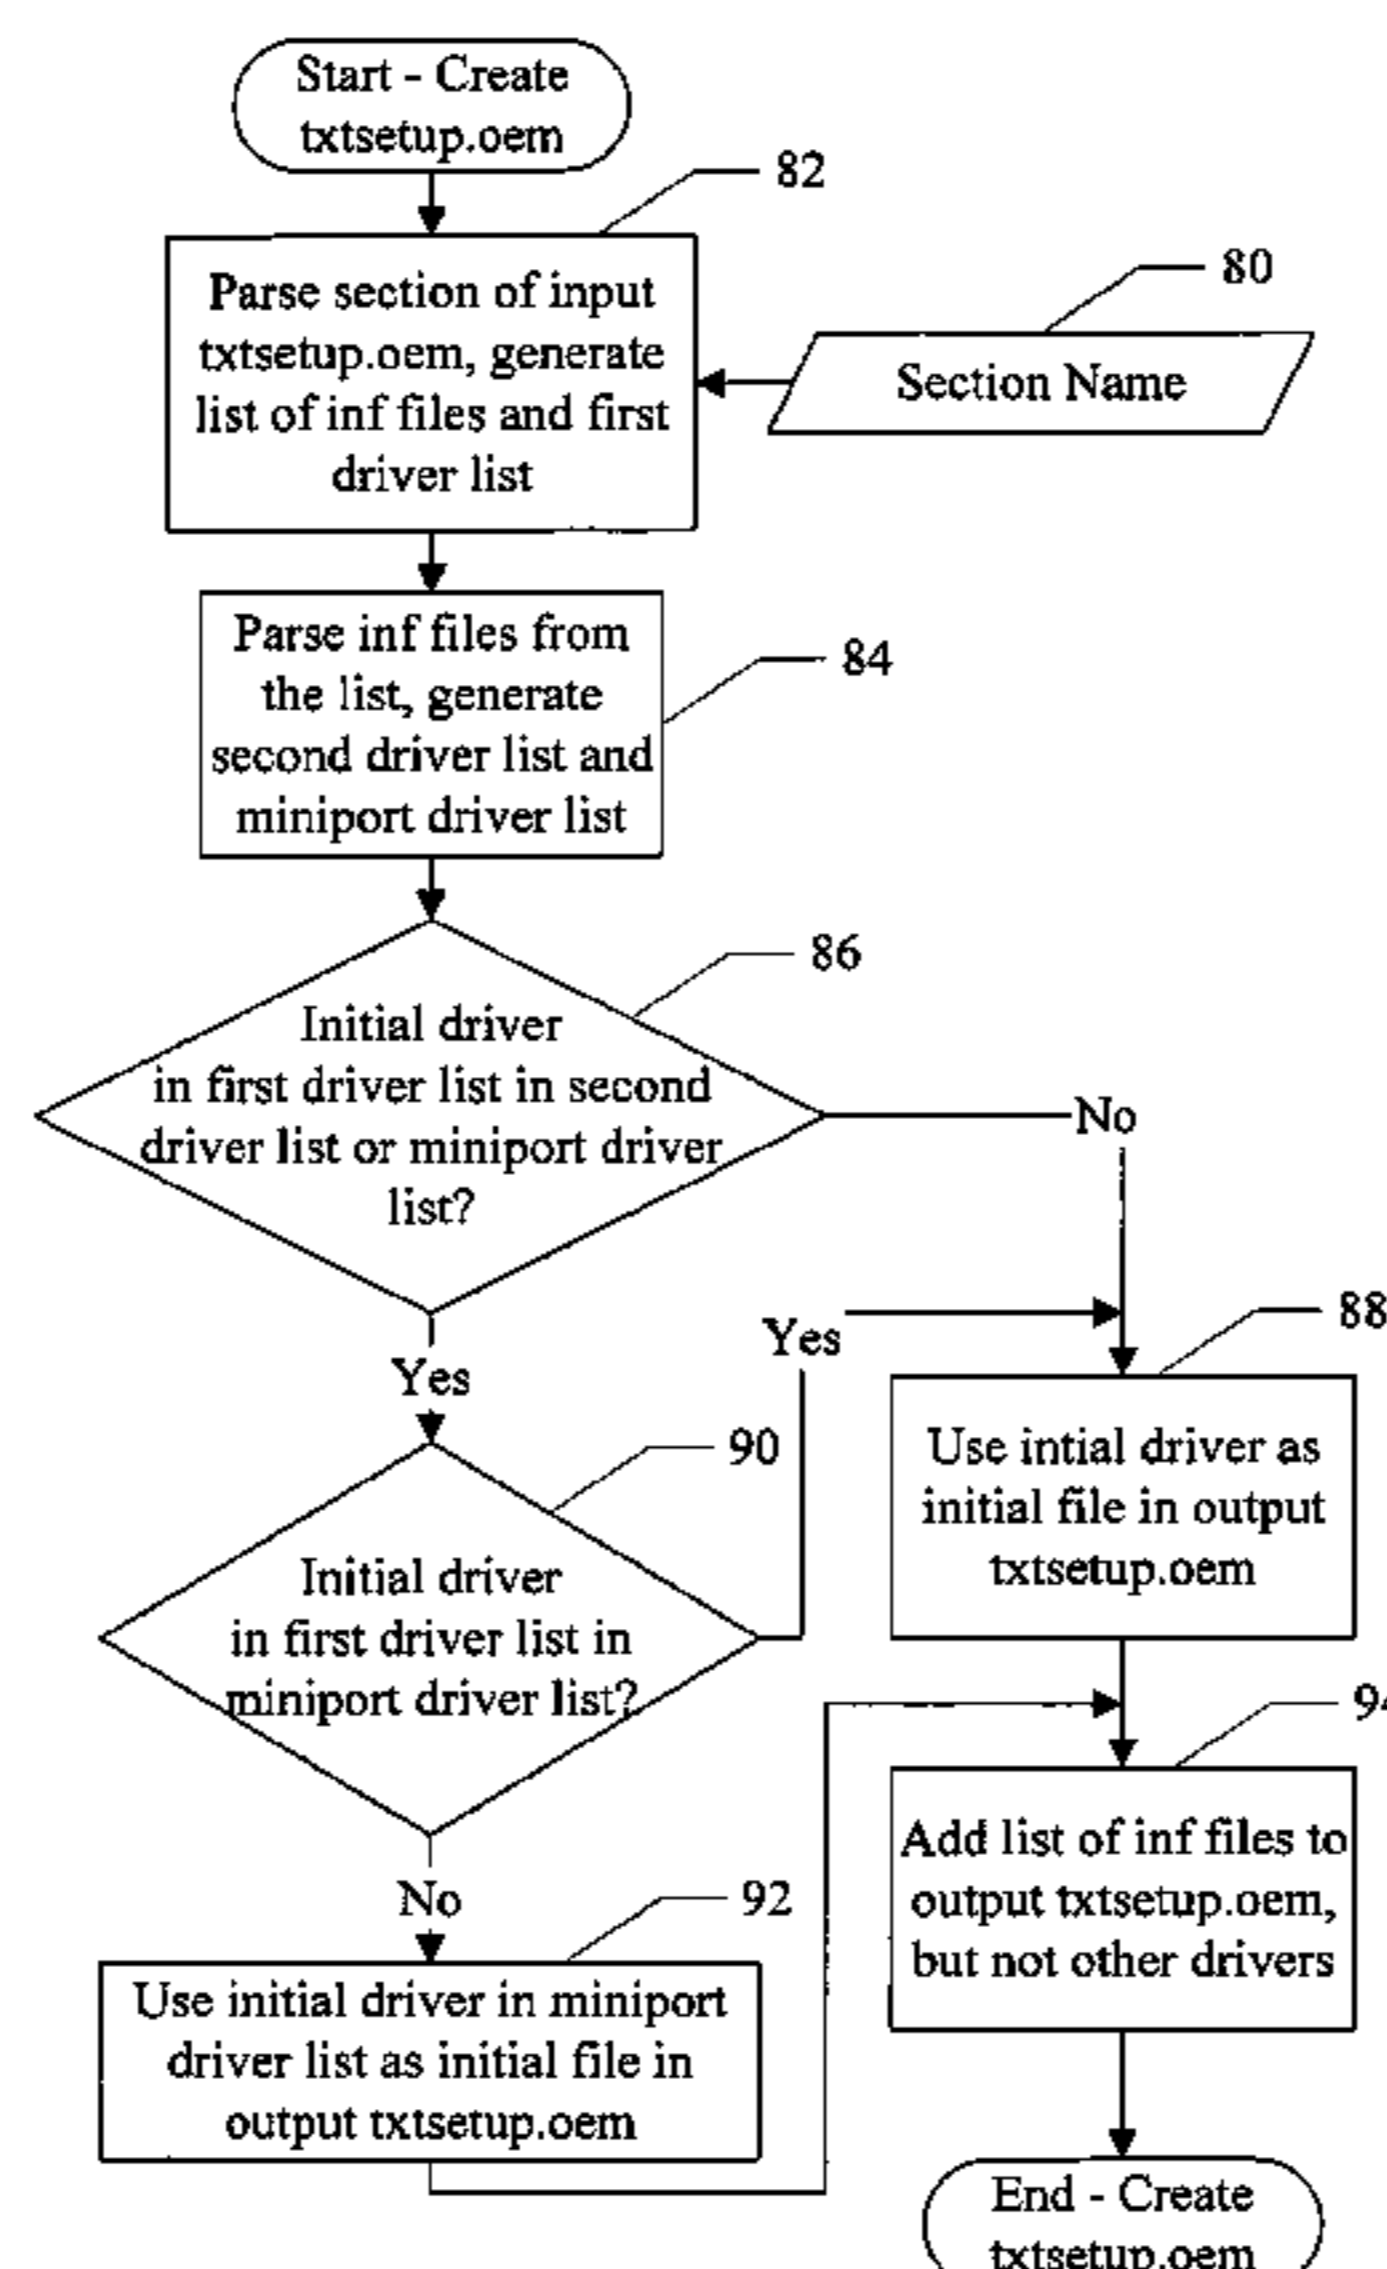 Start - Create
txtsetup.oem
82
Parse section of input
txtsetup.oem, generate
list of inf files and first
driver list
80
Section Name
Parse inf files from
the list, generate
second driver list and
miniport driver list
84
86
Initial driver
in first driver list in second
driver list or miniport driver
list?
No
Yes
Yes
88
Use intial driver as
initial file in output
txtsetup.oem
90
Initial driver
in first driver list in
miniport driver list?
No
92
Use initial driver in miniport
driver list as initial file in
output txtsetup.oem
94
Add list of inf files to
output txtsetup.oem,
but not other drivers
End - Create
txtsetup.oem